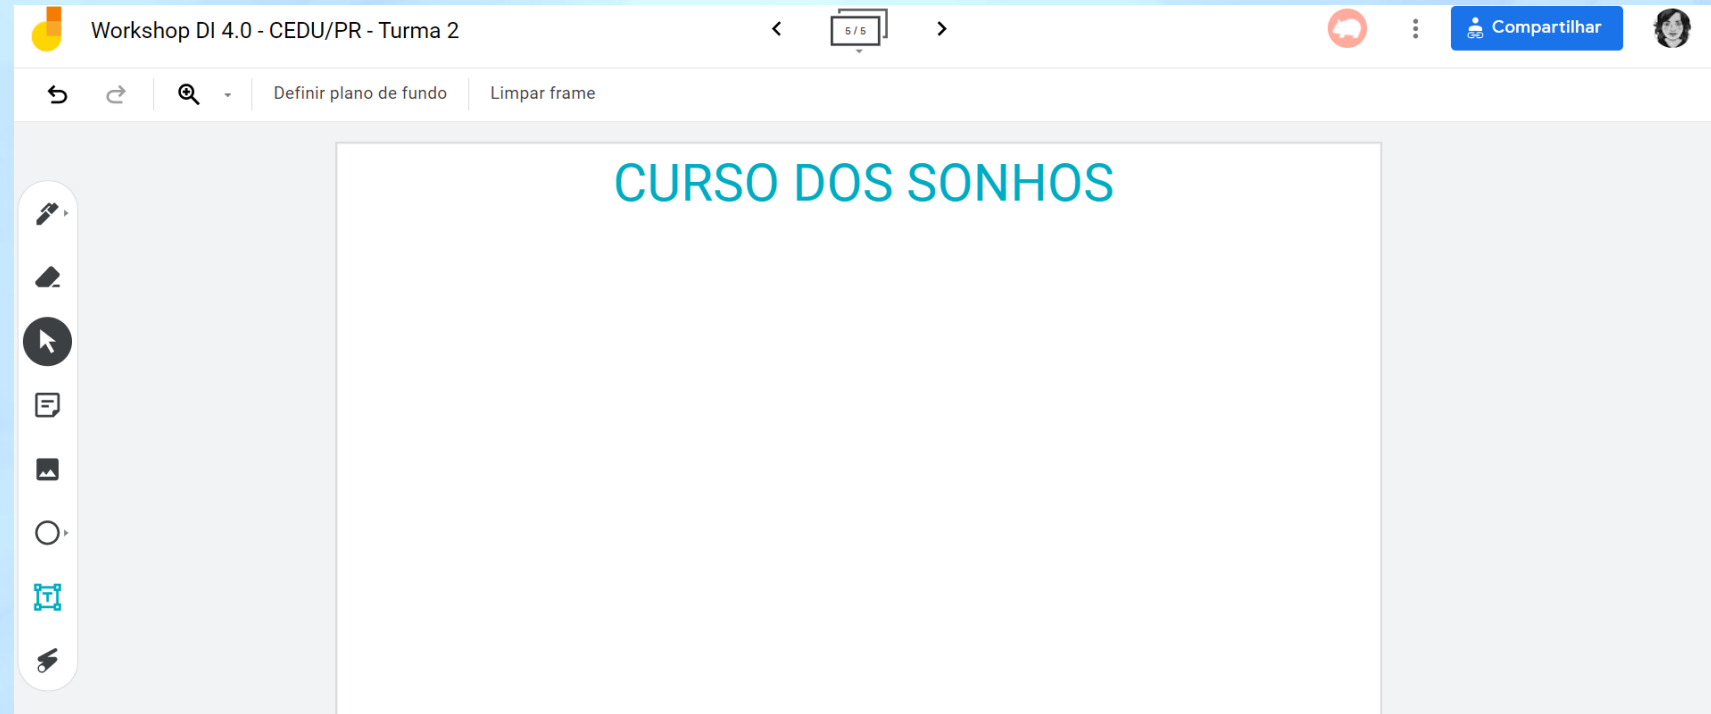 Workshop DI 4.0 - CEDU/PR - Turma 2
5 / 5
Compartilhar
Definir plano de fundo
Limpar frame
CURSO DOS SONHOS
T